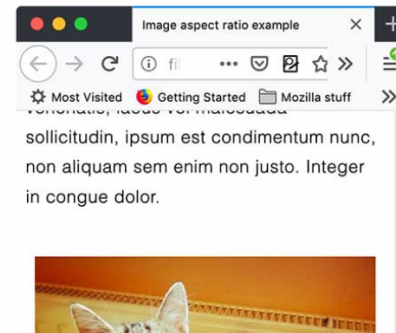 Image aspect ratio example
fi
Most Visited Getting Started Mozilla stuff
sollicitudin, ipsum est condimentum nunc,
non aliquam sem enim non justo. Integer
in congue dolor.